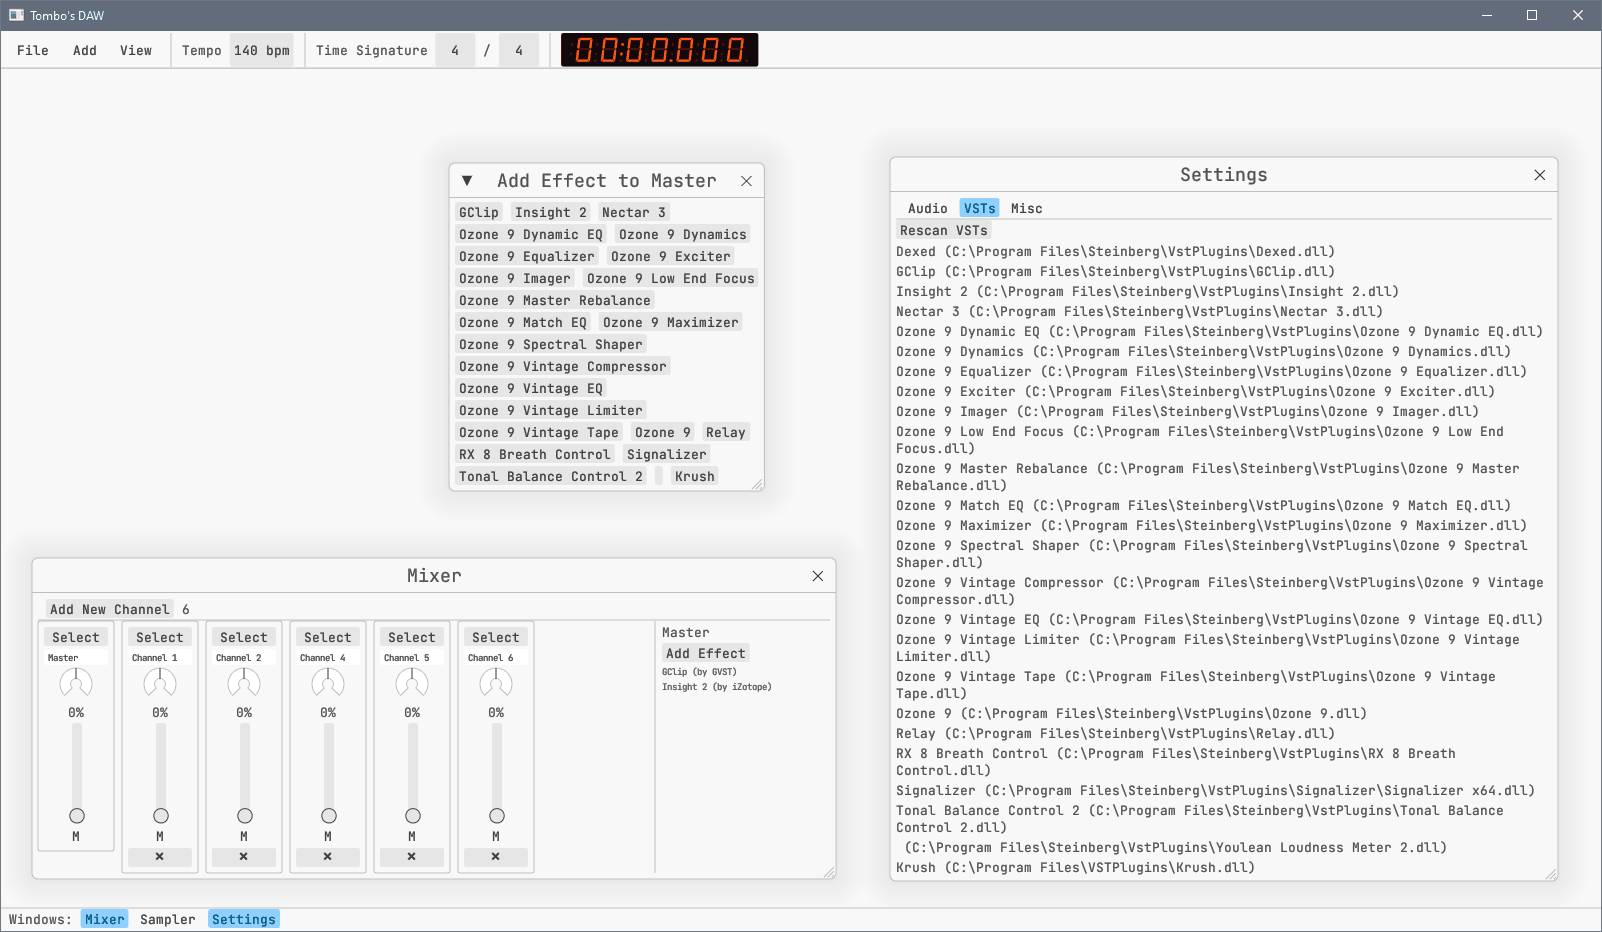 Tombo's DAW
File Add View Tempo 140 bpm Time Signature 4 / 4 00:00.000
Add Effect to Master
GClip Insight 2 Nectar 3
Ozone 9 Dynamic EQ Ozone 9 Dynamics
Ozone 9 Equalizer Ozone 9 Exciter
Ozone 9 Imager Ozone 9 Low End Focus
Ozone 9 Master Rebalance
Ozone 9 Match EQ Ozone 9 Maximizer
Ozone 9 Spectral Shaper
Ozone 9 Vintage Compressor
Ozone 9 Vintage EQ
Ozone 9 Vintage Limiter
Ozone 9 Vintage Tape Ozone 9 Relay
RX 8 Breath Control Signalizer
Tonal Balance Control 2 Krush
Settings
Audio VSTs Misc
Rescan VSTs
Dexed (C:\Program Files\Steinberg\VstPlugins\Dexed.dll)
GClip (C:\Program Files\Steinberg\VstPlugins\GClip.dll)
Insight 2 (C:\Program Files\Steinberg\VstPlugins\Insight 2.dll)
Nectar 3 (C:\Program Files\Steinberg\VstPlugins\Nectar 3.dll)
Ozone 9 Dynamic EQ (C:\Program Files\Steinberg\VstPlugins\Ozone 9 Dynamic EQ.dll)
Ozone 9 Dynamics (C:\Program Files\Steinberg\VstPlugins\Ozone 9 Dynamics.dll)
Ozone 9 Equalizer (C:\Program Files\Steinberg\VstPlugins\Ozone 9 Equalizer.dll)
Ozone 9 Exciter (C:\Program Files\Steinberg\VstPlugins\Ozone 9 Exciter.dll)
Ozone 9 Imager (C:\Program Files\Steinberg\VstPlugins\Ozone 9 Imager.dll)
Ozone 9 Low End Focus (C:\Program Files\Steinberg\VstPlugins\Ozone 9 Low End
Focus.dll)
Ozone 9 Master Rebalance (C:\Program Files\Steinberg\VstPlugins\Ozone 9 Master
Rebalance.dll)
Ozone 9 Match EQ (C:\Program Files\Steinberg\VstPlugins\Ozone 9 Match EQ.dll)
Ozone 9 Maximizer (C:\Program Files\Steinberg\VstPlugins\Ozone 9 Maximizer.dll)
Ozone 9 Spectral Shaper (C:\Program Files\Steinberg\VstPlugins\Ozone 9 Spectral
Shaper.dll)
Ozone 9 Vintage Compressor (C:\Program Files\Steinberg\VstPlugins\Ozone 9 Vintage
Compressor.dll)
Ozone 9 Vintage EQ (C:\Program Files\Steinberg\VstPlugins\Ozone 9 Vintage EQ.dll)
Ozone 9 Vintage Limiter (C:\Program Files\Steinberg\VstPlugins\Ozone 9 Vintage
Limiter.dll)
Ozone 9 Vintage Tape (C:\Program Files\Steinberg\VstPlugins\Ozone 9 Vintage
Tape.dll)
Ozone 9 (C:\Program Files\Steinberg\VstPlugins\Ozone 9.dll)
Relay (C:\Program Files\Steinberg\VstPlugins\Relay.dll)
RX 8 Breath Control (C:\Program Files\Steinberg\VstPlugins\RX 8 Breath
Control.dll)
Signalizer (C:\Program Files\Steinberg\VstPlugins\Signalizer\Signalizer x64.dll)
Tonal Balance Control 2 (C:\Program Files\Steinberg\VstPlugins\Tonal Balance
Control 2.dll)
(C:\Program Files\Steinberg\VstPlugins\Youlean Loudness Meter 2.dll)
Krush (C:\Program Files\VSTPlugins\Krush.dll)
Mixer
Add New Channel 6
Select Select Select Select Select Select
Master Channel 1 Channel 2 Channel 4 Channel 5 Channel 6
0% 0% 0% 0% 0% 0%
M M M M M M
Master
Add Effect
GClip (by GVST)
Insight 2 (by iZotope)
Windows: Mixer Sampler Settings